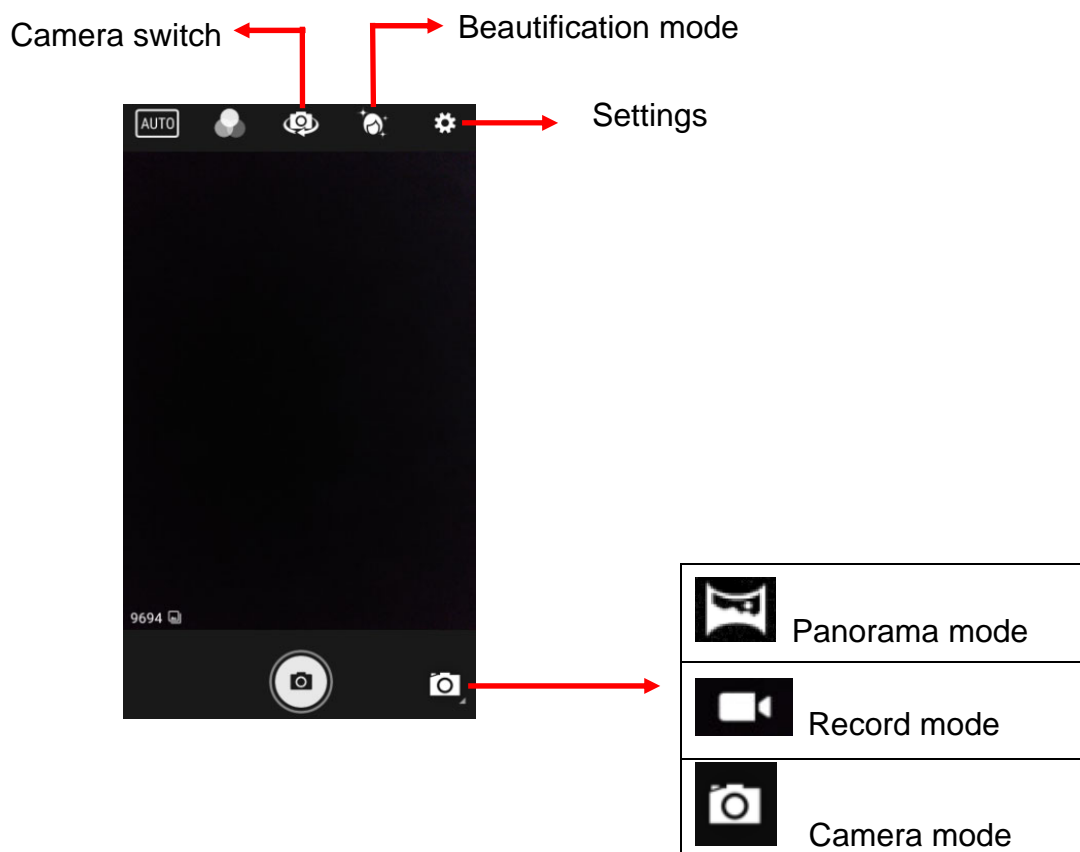 Camera switch
Beautification mode
Settings
AUTO
9694
Panorama mode
Record mode
Camera mode